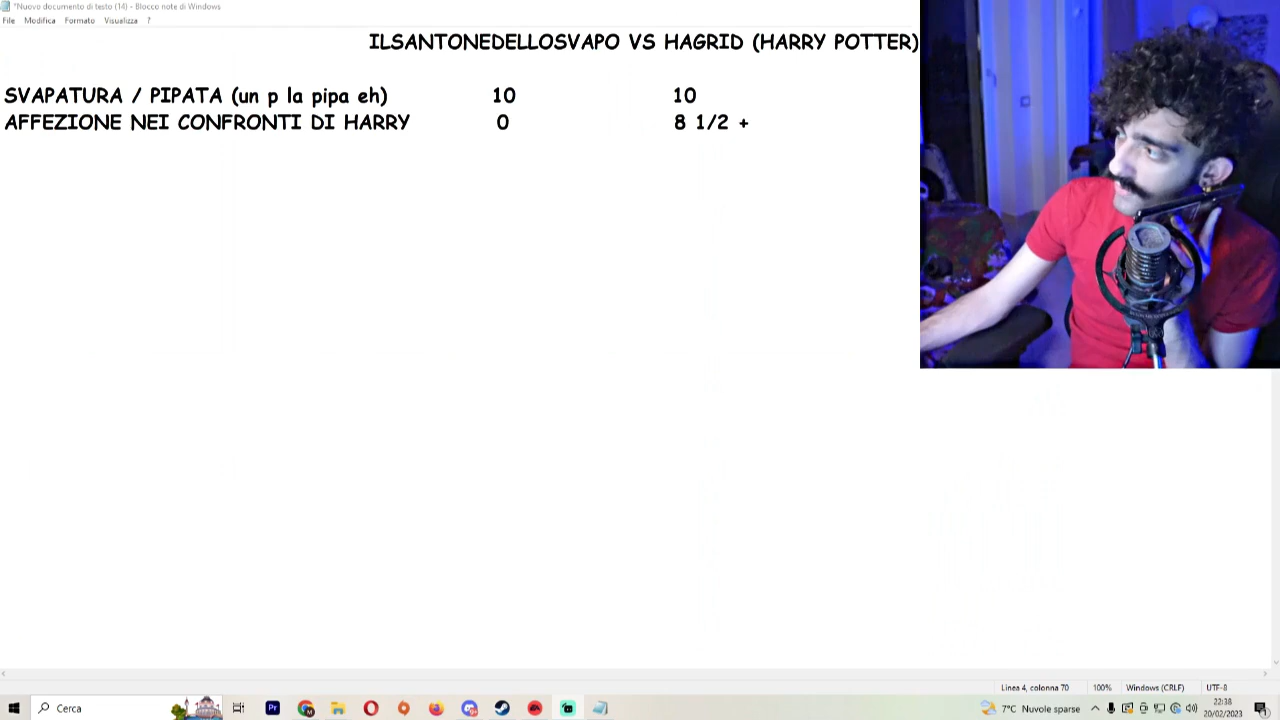 *Nuovo documento di testo (14) - Blocco note di Windows
File Modifica Formato Visualizza ?
ILSANTONEDELLOSVAPO VS HAGRID (HARRY POTTER)
SVAPATURA / PIPATA (un p la pipa eh) 10 10
AFFEZIONE NEI CONFRONTI DI HARRY 0 8 1/2 +
Linea 4, colonna 70 100% Windows (CRLF) UTF-8
Cerca
Pr
7°C Nuvole sparse
22:38
20/02/2023